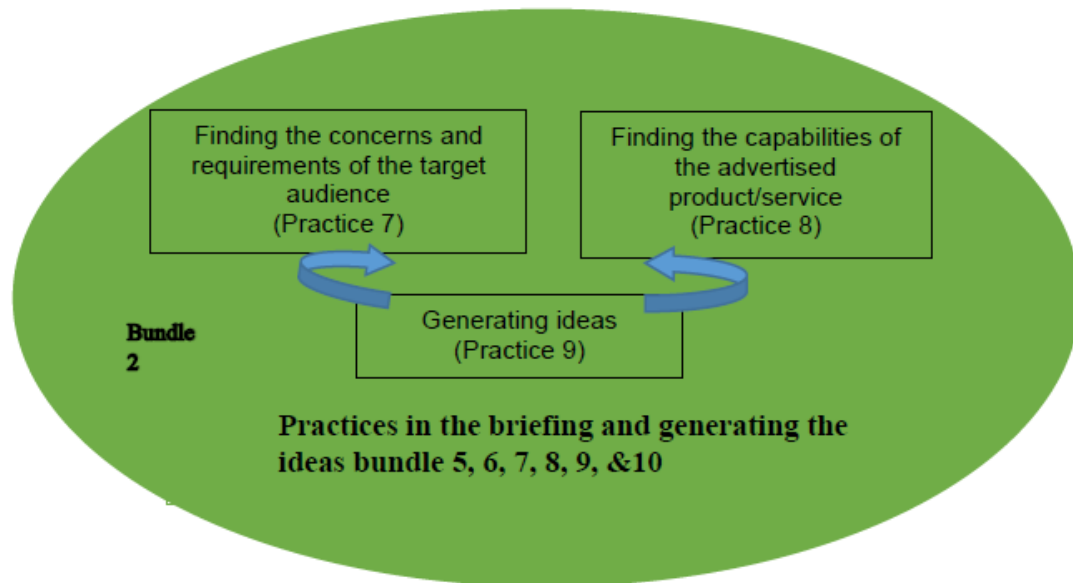 Finding the concerns and
requirements of the target
audience
(Practice 7)
Finding the capabilities of
the advertised
product/service
(Practice 8)
Generating ideas
(Practice 9)
Bundle
2
Practices in the briefing and generating the
ideas bundle 5, 6, 7, 8, 9, &10